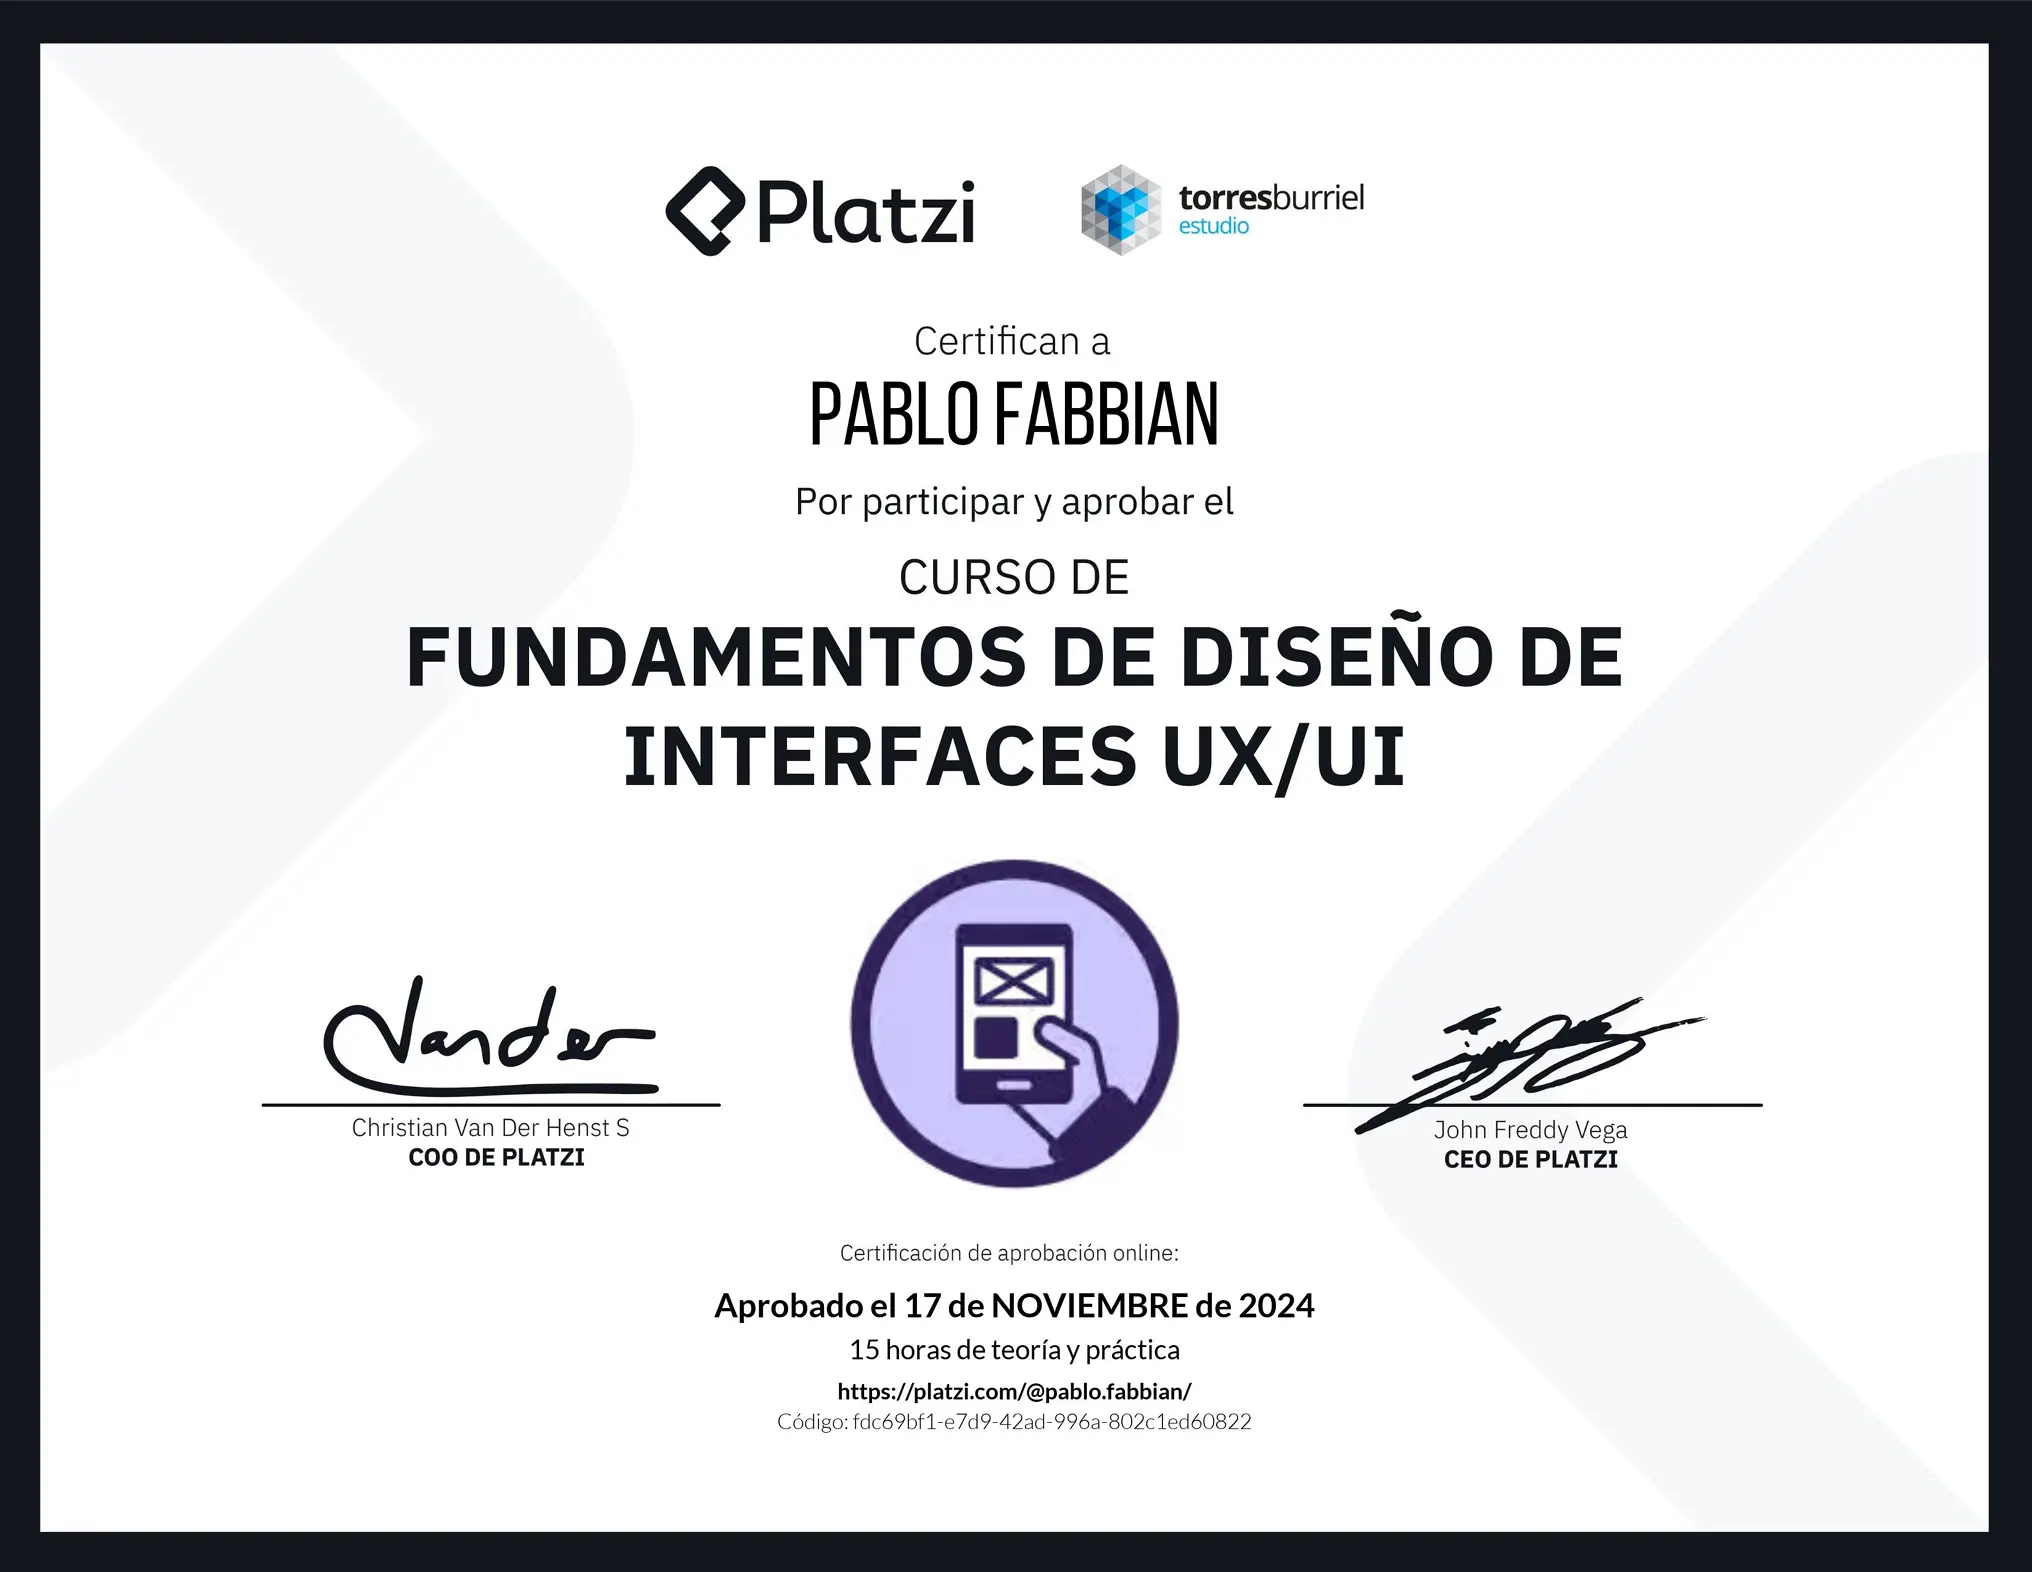 Platzi
torresburriel
estudio
Certifican a
PABLO FABBIAN
Por participar y aprobar el
CURSO DE
FUNDAMENTOS DE DISEÑO DE
INTERFACES UX/UI
Vander
Christian Van Der Henst S
COO DE PLATZI
John Freddy Vega
CEO DE PLATZI
Certificación de aprobación online:
Aprobado el 17 de NOVIEMBRE de 2024
15 horas de teoría y práctica
https://platzi.com/@pablo.fabbian/
Código: fdc69bf1-e7d9-42ad-996a-802c1ed60822